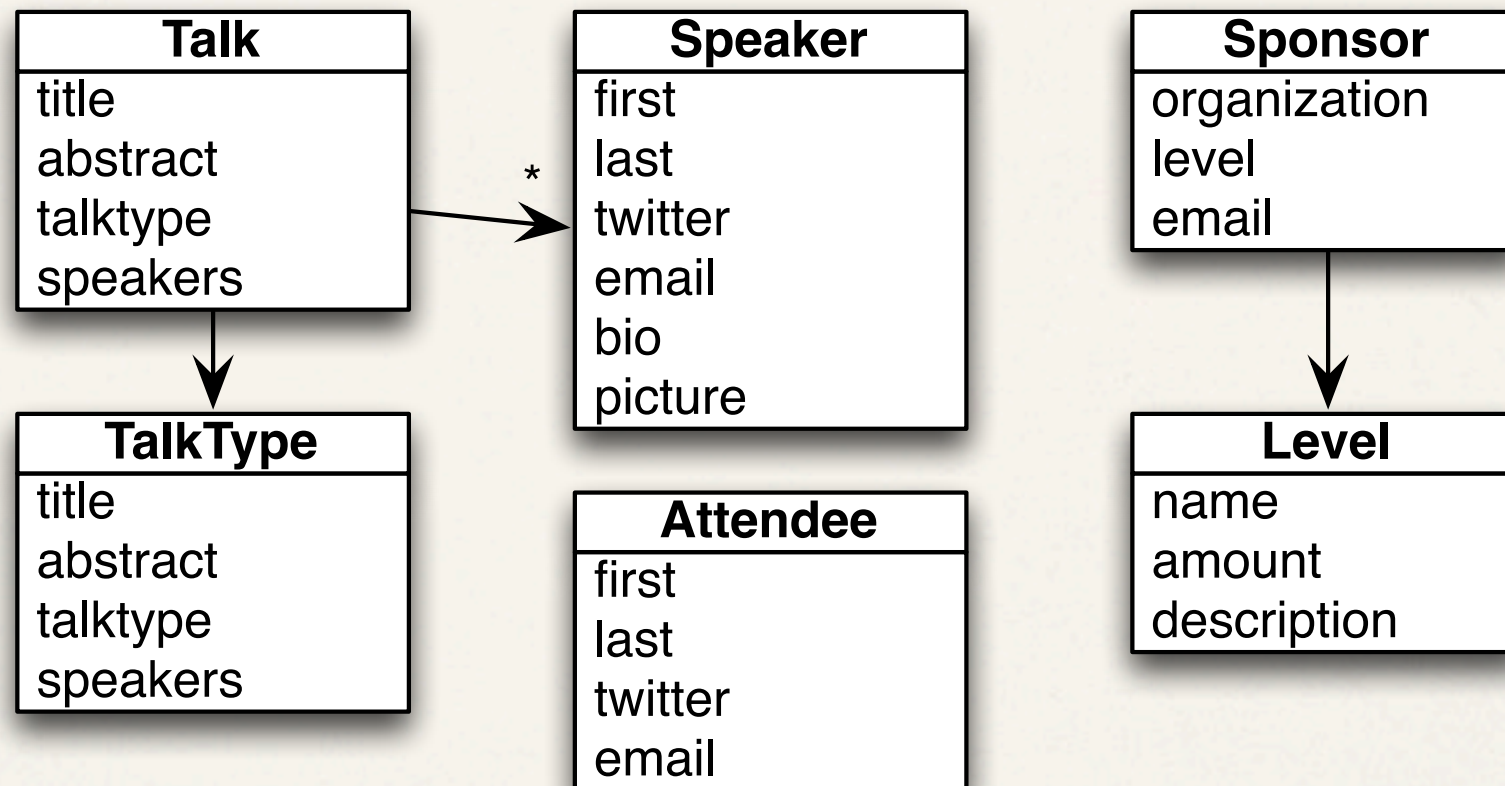 Talk
title
abstract
talktype
speakers
*
Speaker
first
last
twitter
email
bio
picture
Sponsor
organization
level
email
TalkType
title
abstract
talktype
speakers
Attendee
first
last
twitter
email
Level
name
amount
description